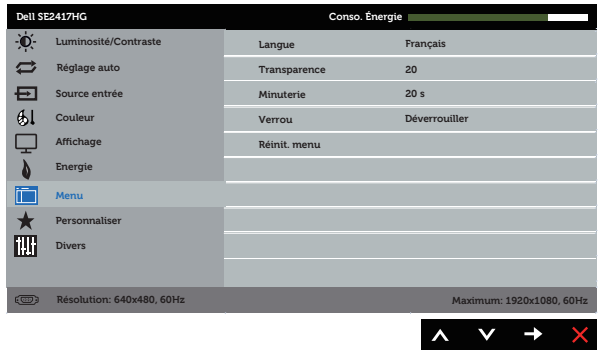 Dell SE2417HG Conso. Énergie
Luminosité/Contraste
Réglage auto
Source entrée
Couleur
Affichage
Energie
Menu
Personnaliser
Divers
Langue Français
Transparence 20
Minuterie 20 s
Verrou Déverrouiller
Réinit. menu
Résolution: 640x480, 60Hz Maximum: 1920x1080, 60Hz